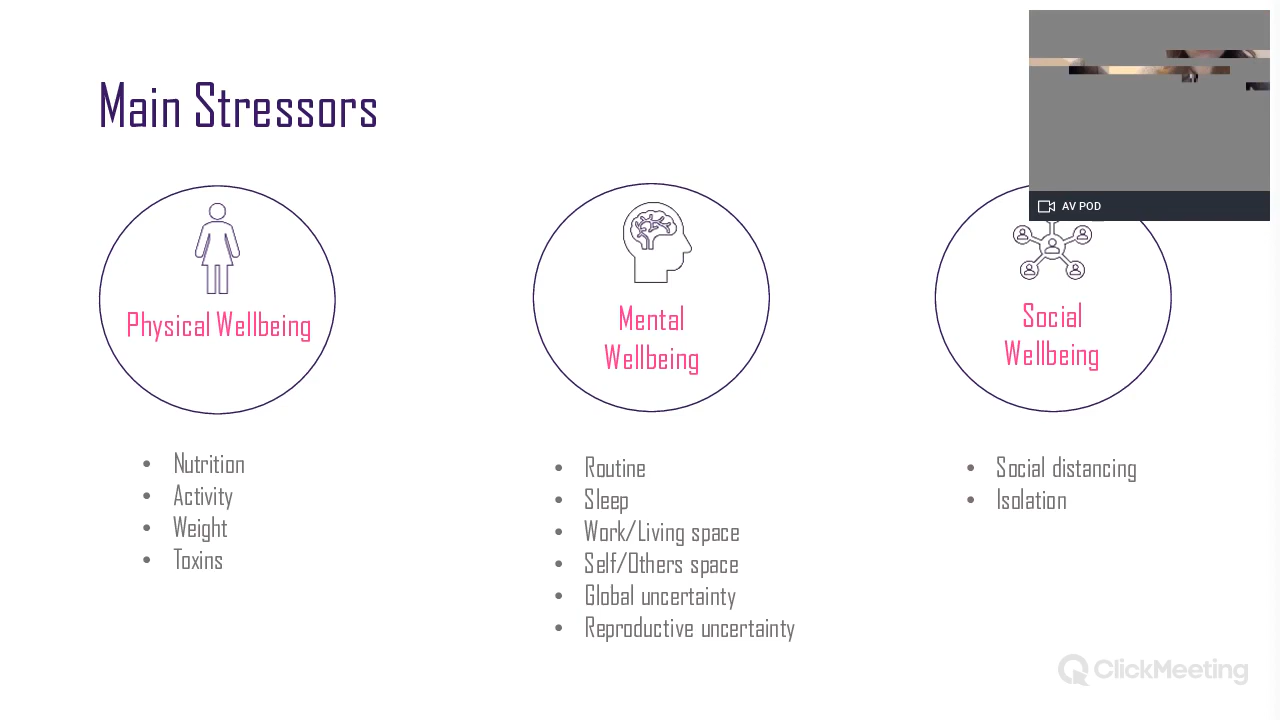 Main Stressors
AV POD
Physical Wellbeing
Mental
Wellbeing
Social
Wellbeing
• Nutrition
• Activity
• Weight
• Toxins
• Routine
• Sleep
• Work/Living space
• Self/Others space
• Global uncertainty
• Reproductive uncertainty
• Social distancing
• Isolation
ClickMeeting